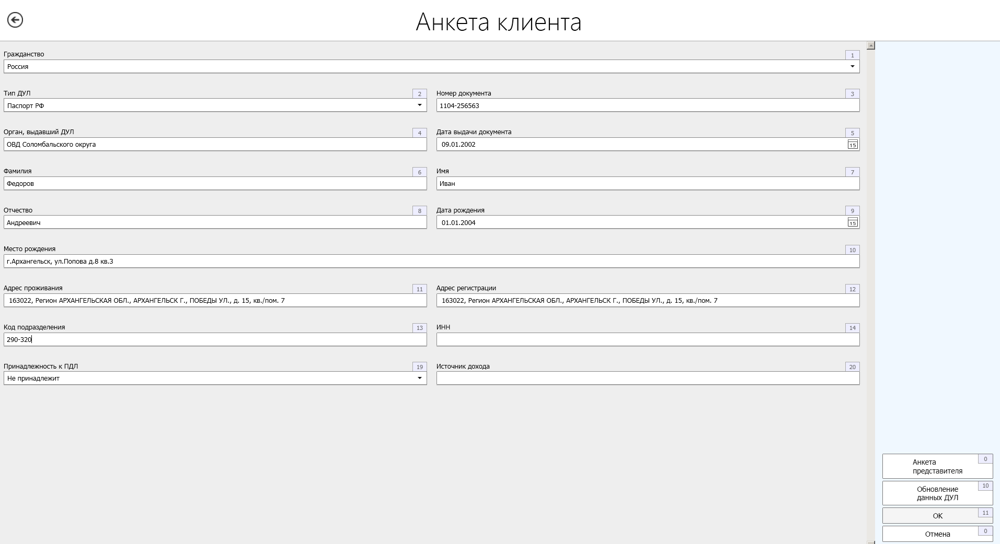 Анкета клиента
Гражданство 1
Россия
Тип ДУЛ 2 Номер документа 3
Паспорт РФ 1104-256563
Орган, выдавший ДУЛ 4 Дата выдачи документа 5
ОВД Соломбальского округа 09.01.2002 15
Фамилия 6 Имя 7
Федоров Иван
Отчество 8 Дата рождения 9
Андреевич 01.01.2004 15
Место рождения 10
г.Архангельск, ул.Попова д.8 кв.3
Адрес проживания 11 Адрес регистрации 12
163022, Регион АРХАНГЕЛЬСКАЯ ОБЛ., АРХАНГЕЛЬСК Г., ПОБЕДЫ УЛ., д. 15, кв./пом. 7 163022, Регион АРХАНГЕЛЬСКАЯ ОБЛ., АРХАНГЕЛЬСК Г., ПОБЕДЫ УЛ., д. 15, кв./пом. 7
Код подразделения 13 ИНН 14
290-320
Принадлежность к ПДЛ 19 Источник дохода 20
Не принадлежит
Анкета 0
представителя
Обновление 10
данных ДУЛ
OK 11
Отмена 0